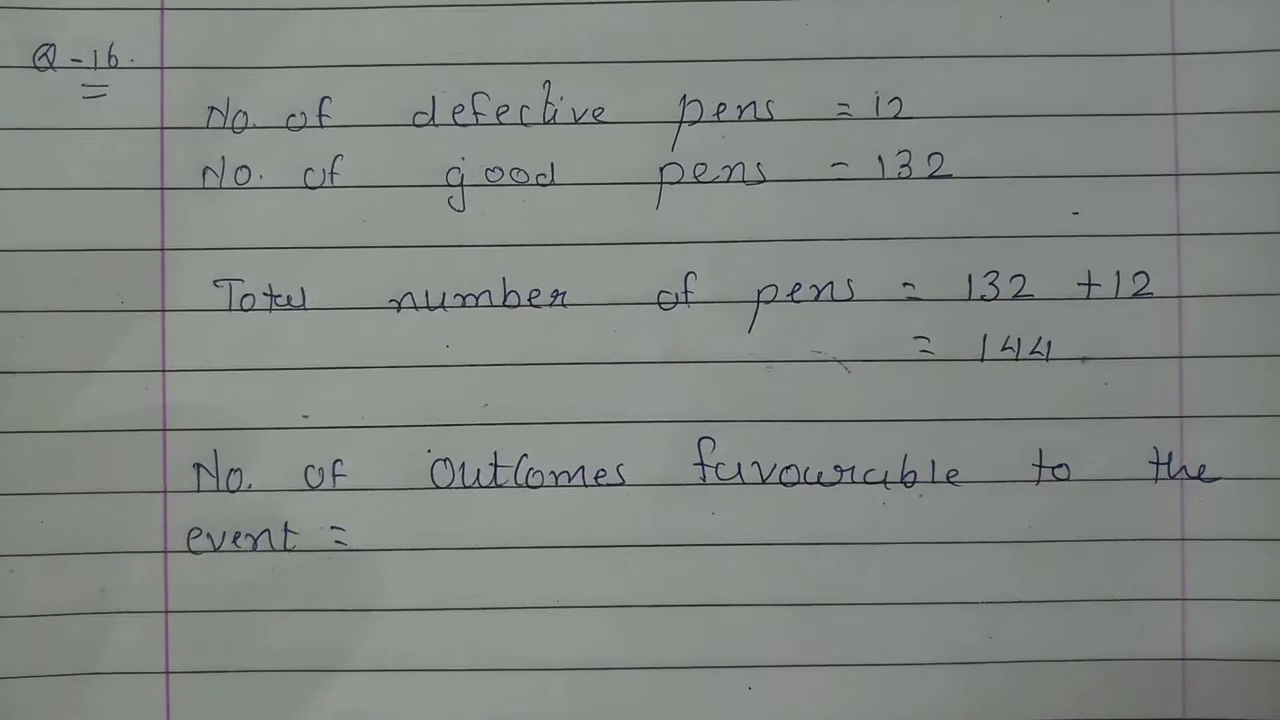 Q-16.
No. of defective pens = 12
No. of good pens = 132
Total number of pens = 132 + 12
= 144
No. of outcomes favourable to the
event =